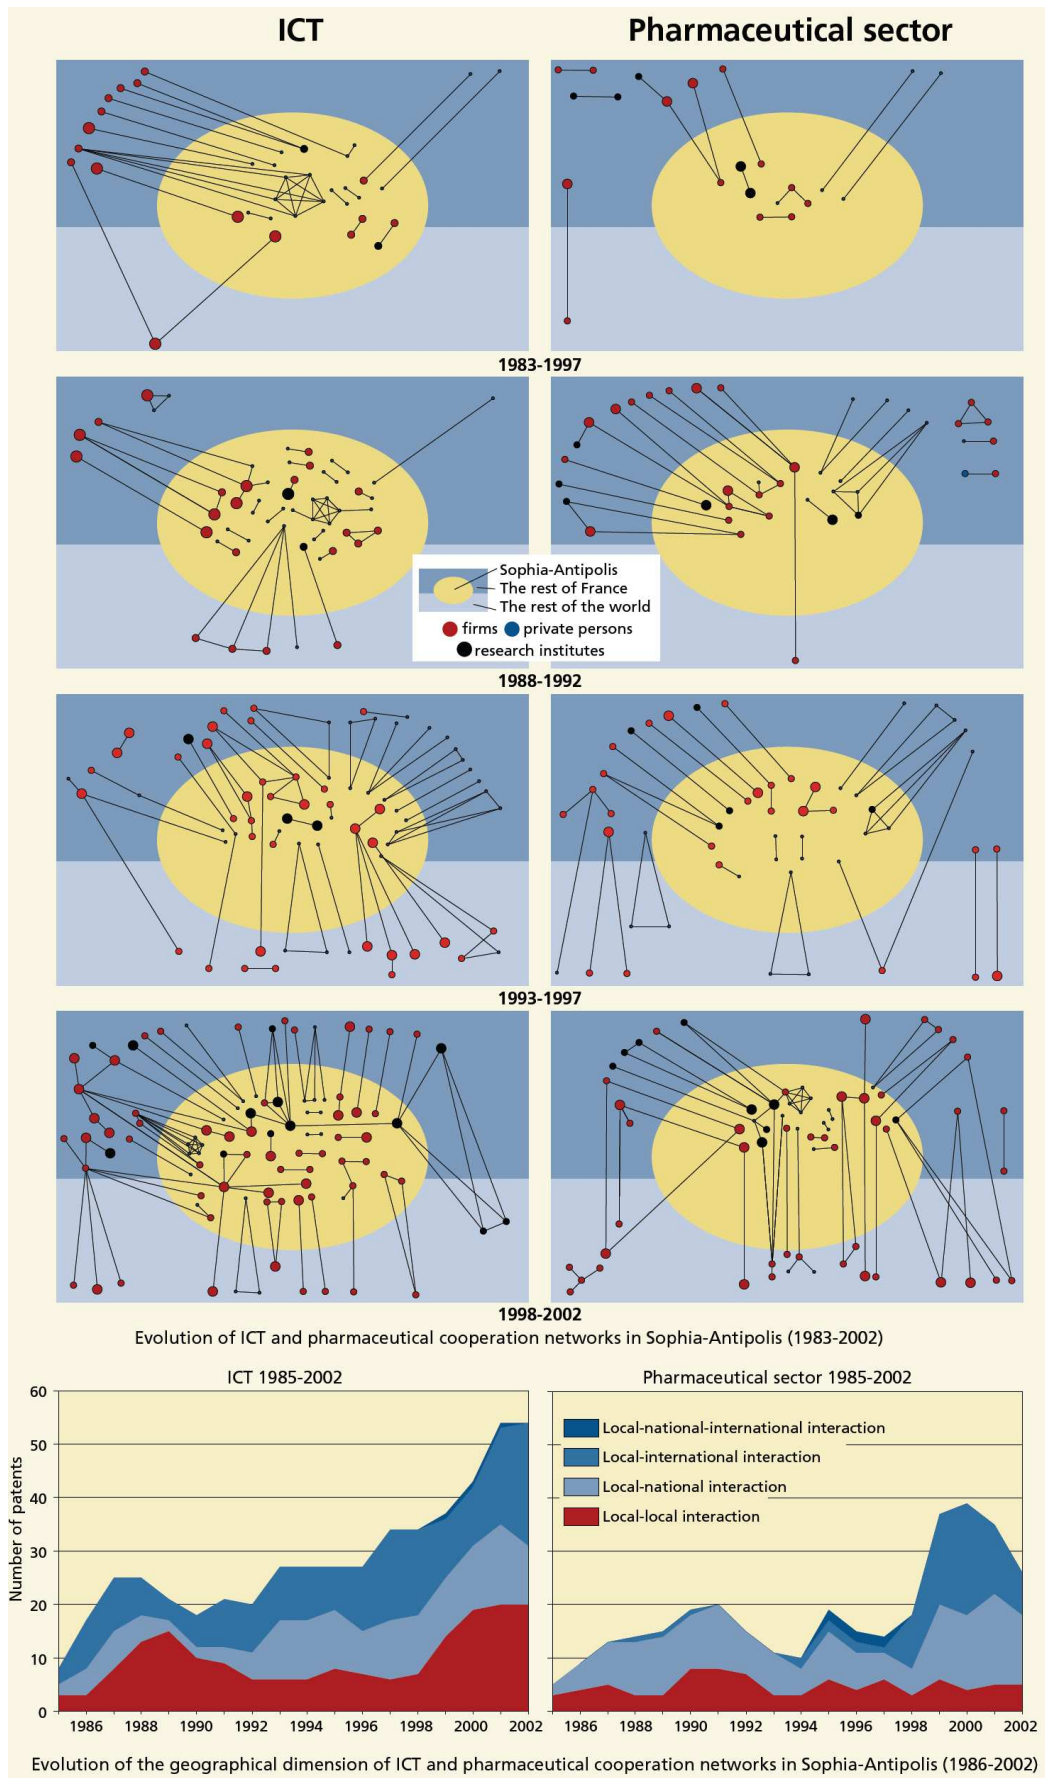 ICT
Pharmaceutical sector
1983-1997
Sophia-Antipolis
The rest of France
The rest of the world
firms
private persons
research institutes
1988-1992
1993-1997
1998-2002
Evolution of ICT and pharmaceutical cooperation networks in Sophia-Antipolis (1983-2002)
ICT 1985-2002
Pharmaceutical sector 1985-2002
Number of patents
60
50
40
30
20
10
0
1986 1988 1990 1992 1994 1996 1998 2000 2002
Local-national-international interaction
Local-international interaction
Local-national interaction
Local-local interaction
1986 1988 1990 1992 1994 1996 1998 2000 2002
Evolution of the geographical dimension of ICT and pharmaceutical cooperation networks in Sophia-Antipolis (1986-2002)